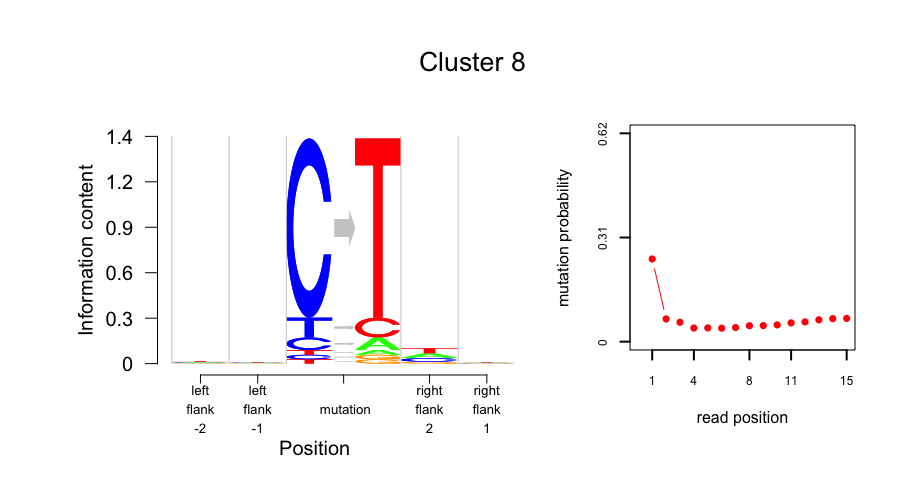 Cluster 8
Information content
1.4
1.2
0.9
0.6
0.3
0
C T
T C
C A
T A
C G
T
A
C
left flank -2
left flank -1
mutation
right flank 2
right flank 1
Position
mutation probability
0.62
0.31
0
1 4 8 11 15
read position